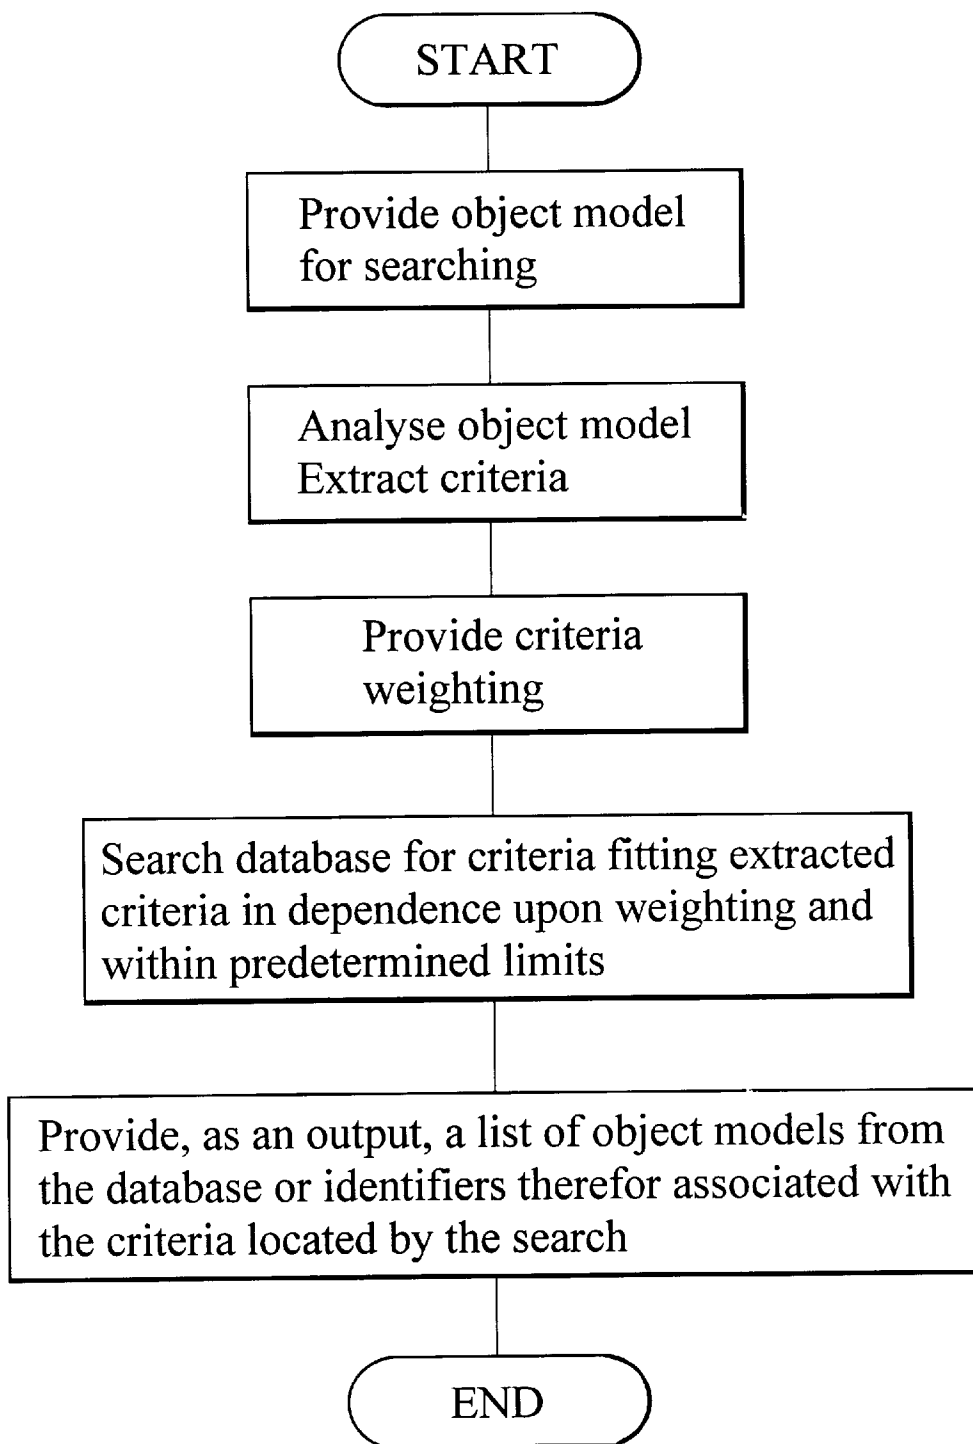 START
Provide object model
for searching
Analyse object model
Extract criteria
Provide criteria
weighting
Search database for criteria fitting extracted
criteria in dependence upon weighting and
within predetermined limits
Provide, as an output, a list of object models from
the database or identifiers therefor associated with
the criteria located by the search
END